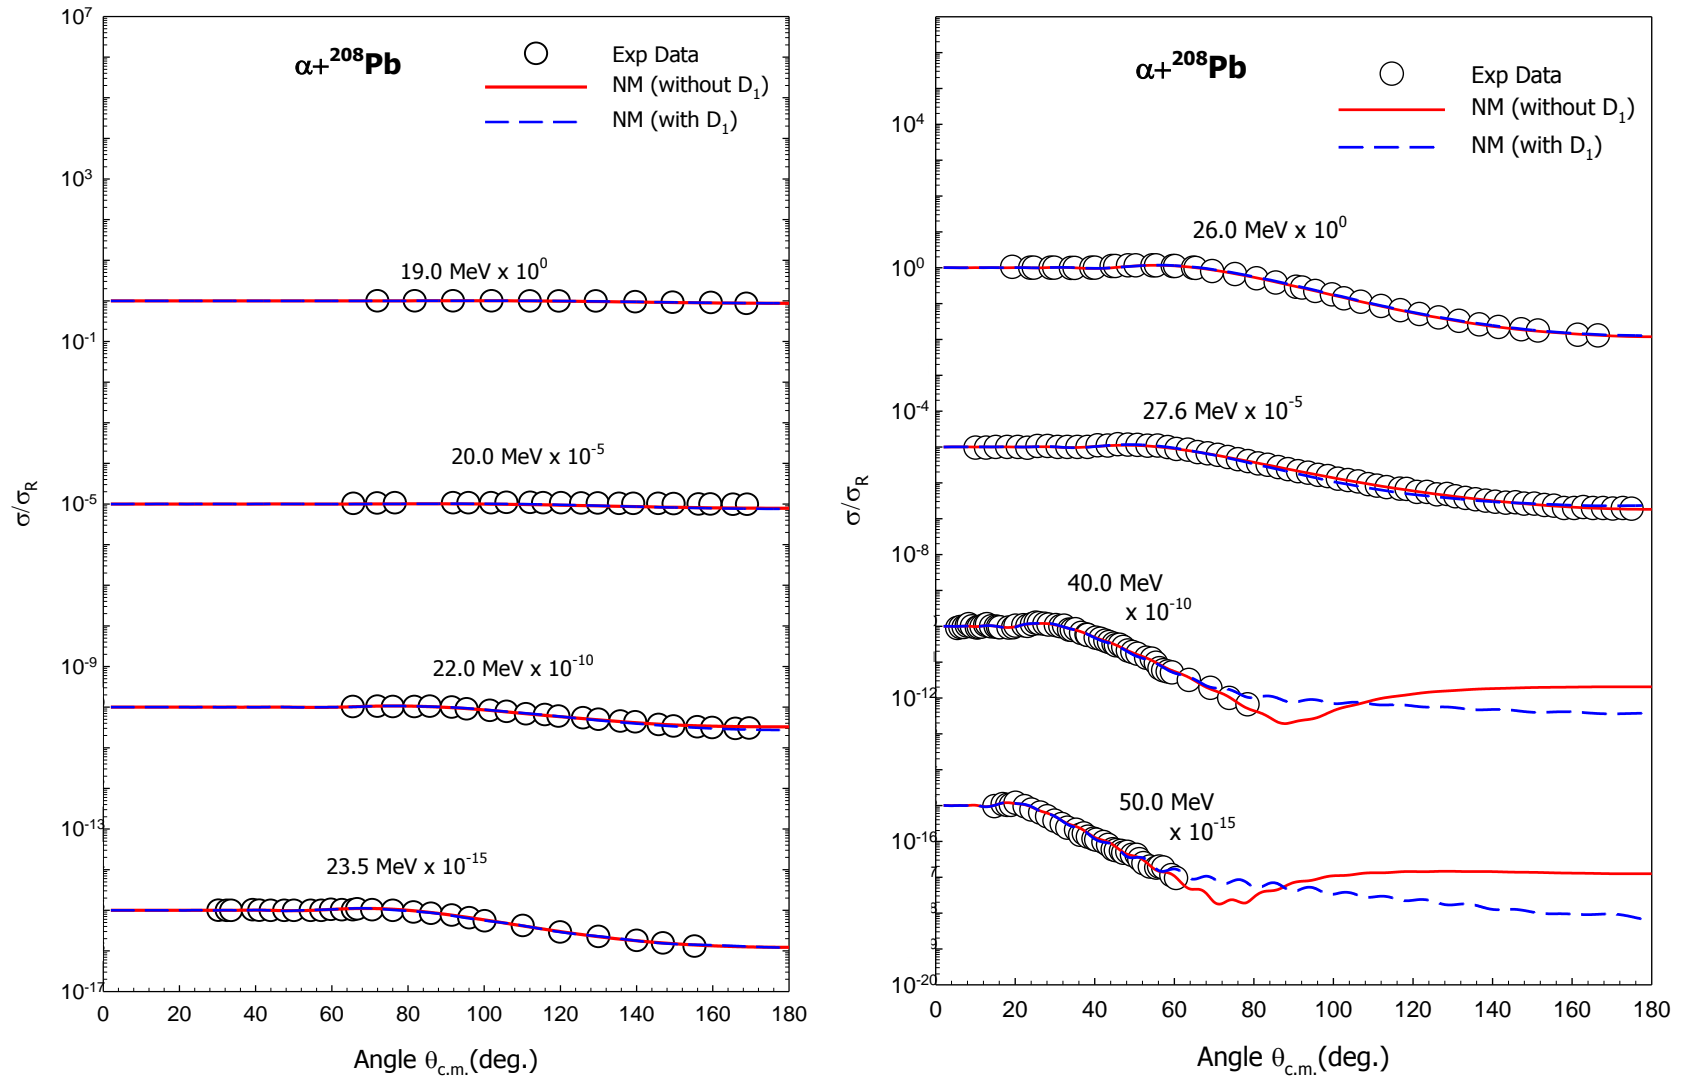 α+²⁰⁸Pb
Exp Data
NM (without D₁)
NM (with D₁)
10⁷
10³
10⁻¹
10⁻⁵
10⁻⁹
10⁻¹³
10⁻¹⁷
σ/σR
19.0 MeV x 10⁰
20.0 MeV x 10⁻⁵
22.0 MeV x 10⁻¹⁰
23.5 MeV x 10⁻¹⁵
0 20 40 60 80 100 120 140 160 180
Angle θc.m.(deg.)
α+²⁰⁸Pb
Exp Data
NM (without D₁)
NM (with D₁)
10⁴
10⁰
10⁻⁴
10⁻⁸
10⁻¹²
10⁻¹⁶
10⁻²⁰
σ/σR
26.0 MeV x 10⁰
27.6 MeV x 10⁻⁵
40.0 MeV
x 10⁻¹⁰
50.0 MeV
x 10⁻¹⁵
0 20 40 60 80 100 120 140 160 180
Angle θc.m.(deg.)